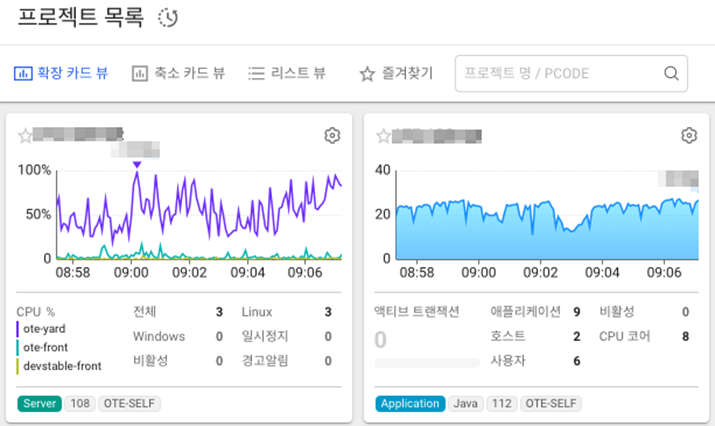 프로젝트 목록
확장 카드 뷰 축소 카드 뷰 리스트 뷰 즐겨찾기 프로젝트 명 / PCODE
100%
50%
0
08:58 09:00 09:02 09:04 09:06
CPU %
ote-yard
ote-front
devstable-front
전체 3 Linux 3
Windows 0 일시정지 0
비활성 0 경고알림 0
Server 108 OTE-SELF
40
20
0
08:58 09:00 09:02 09:04 09:06
액티브 트랜잭션
0
애플리케이션 9 비활성 0
호스트 2 CPU 코어 8
사용자 6
Application Java 112 OTE-SELF